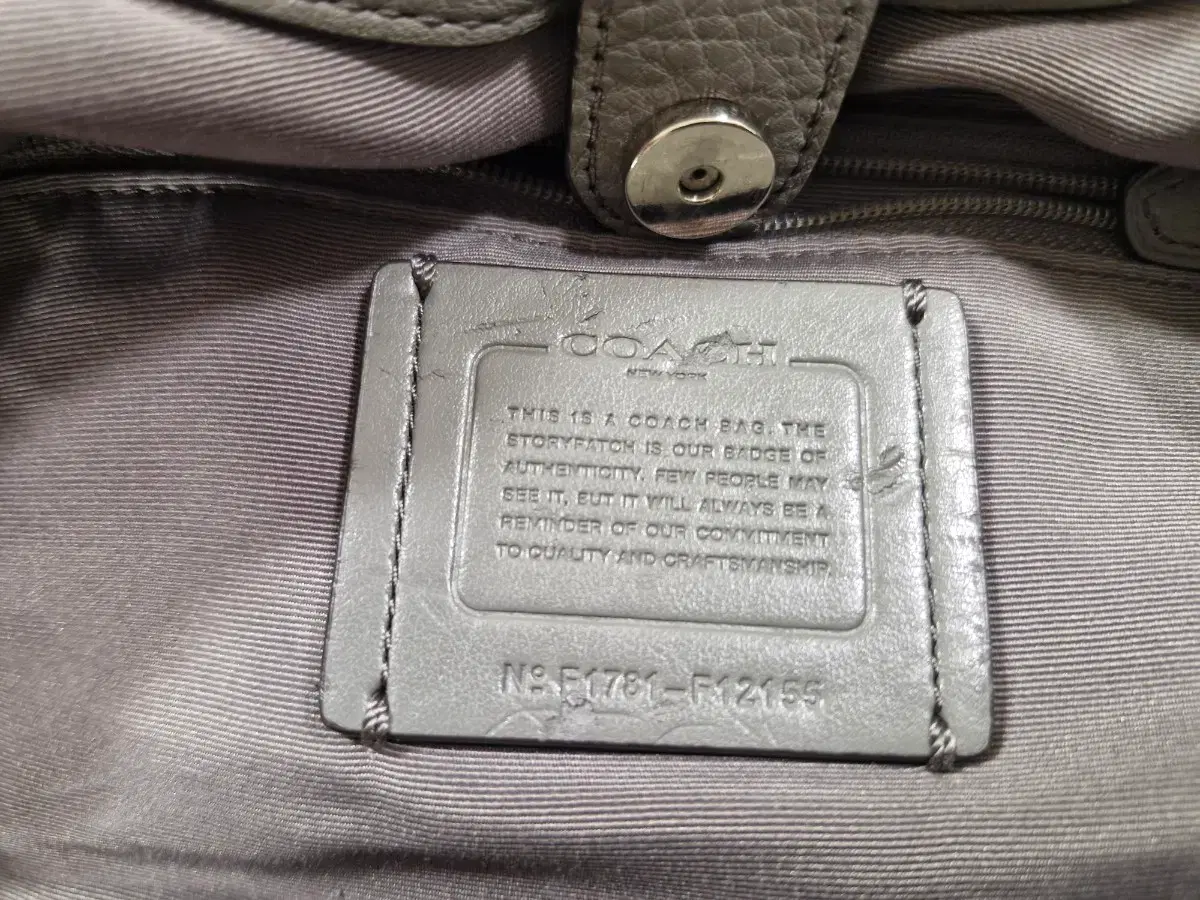 COACH
NEW YORK
THIS IS A COACH BAG. THE
STORYPATCH IS OUR BADGE OF
AUTHENTICITY. FEW PEOPLE MAY
SEE IT, BUT IT WILL ALWAYS BE A
REMINDER OF OUR COMMITMENT
TO QUALITY AND CRAFTSMANSHIP.
Nº F1781-F12155